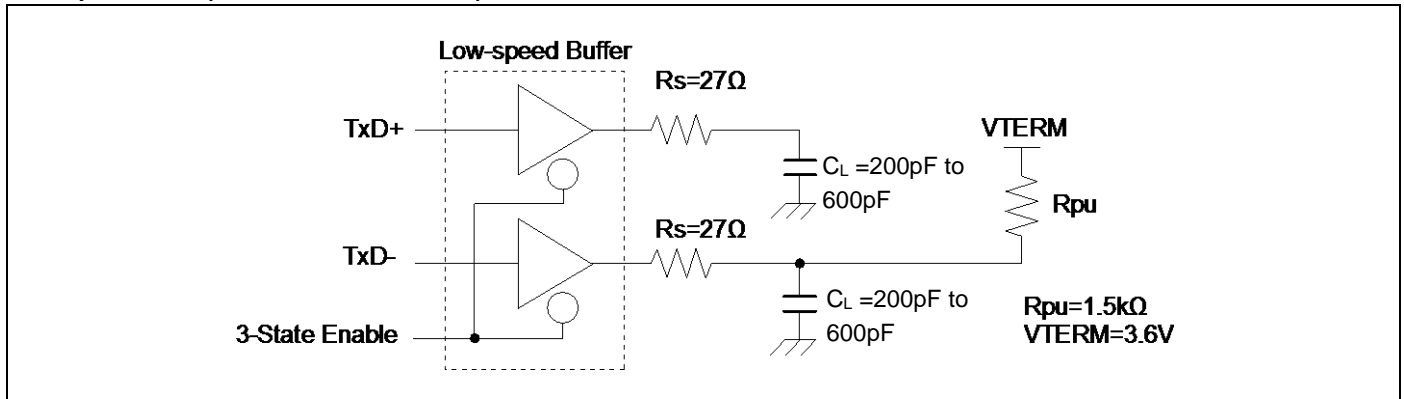 Low-speed Buffer
Rs=27Ω
TxD+
VTERM
CL =200pF to
600pF
Rpu
Rs=27Ω
TxD-
CL =200pF to
600pF
Rpu=1.5kΩ
VTERM=3.6V
3-State Enable